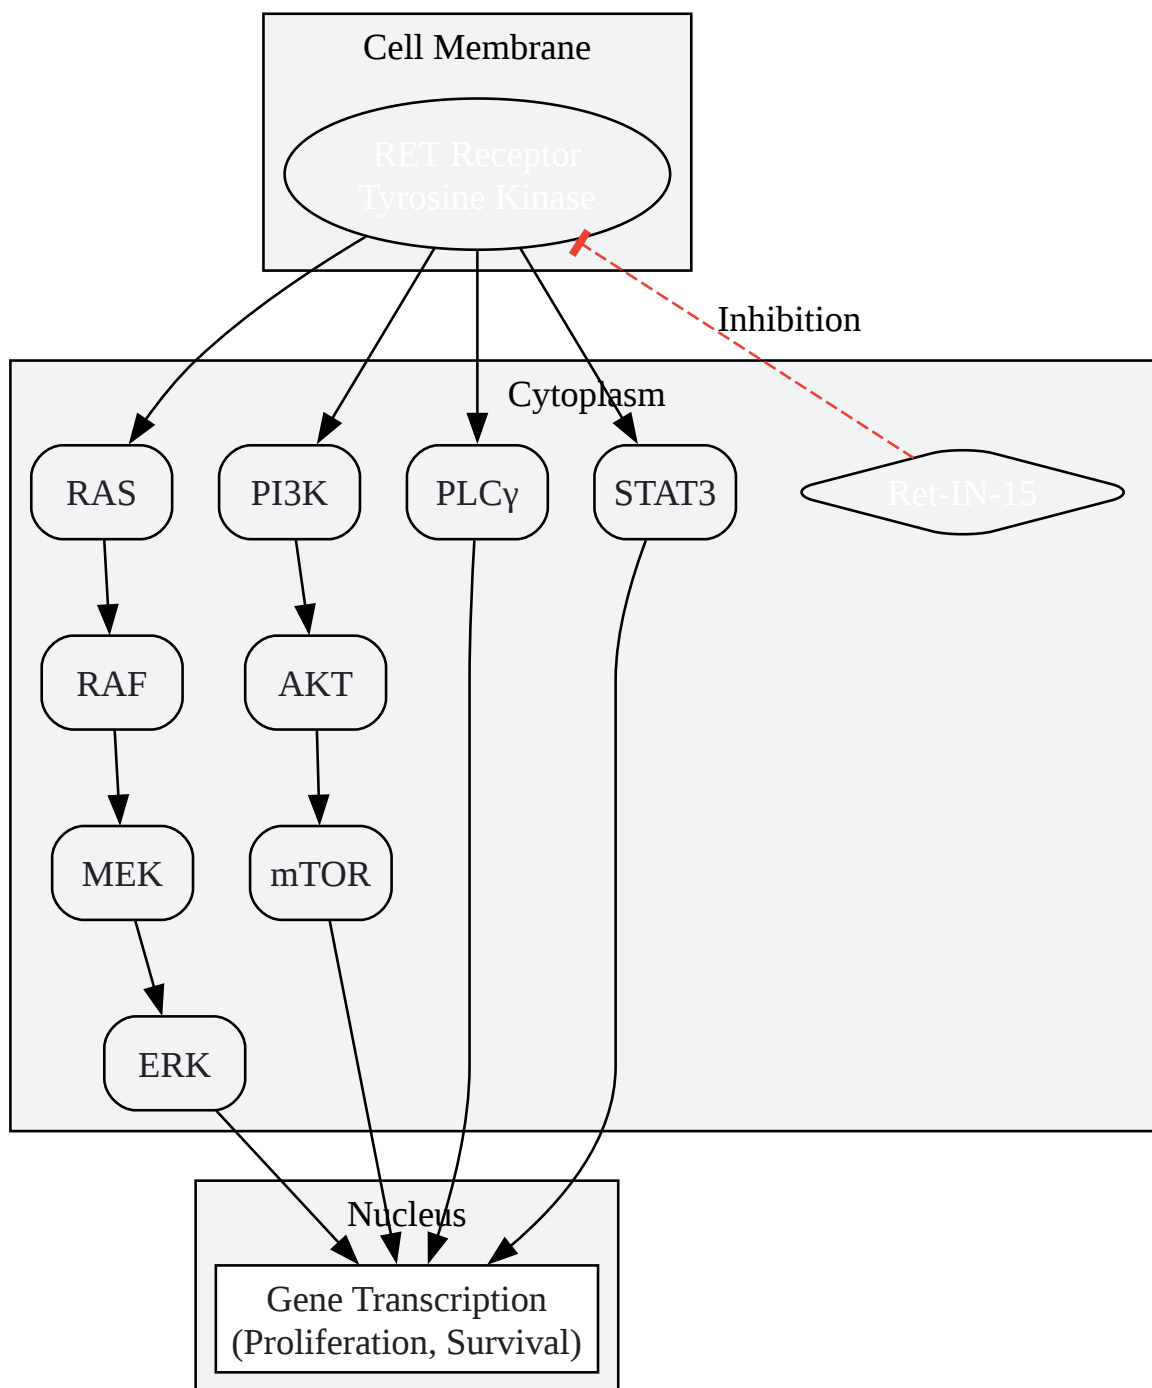 Cell Membrane
RET Receptor
Tyrosine Kinase
Inhibition
Cytoplasm
RAS
PI3K
PLCγ
STAT3
Ret-IN-15
RAF
AKT
MEK
mTOR
ERK
Nucleus
Gene Transcription
(Proliferation, Survival)